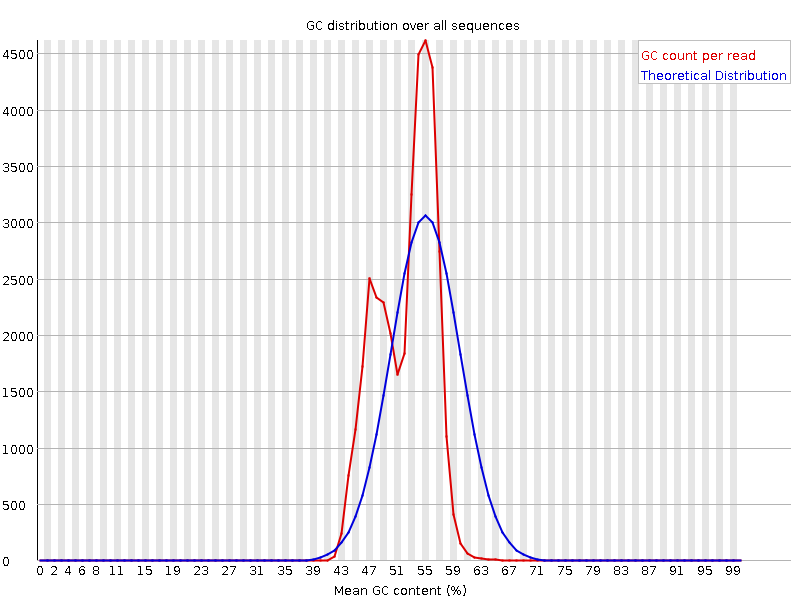 GC distribution over all sequences
GC count per read
Theoretical Distribution
4500
4000
3500
3000
2500
2000
1500
1000
500
0
0 2 4 6 8 11 15 19 23 27 31 35 39 43 47 51 55 59 63 67 71 75 79 83 87 91 95 99
Mean GC content (%)